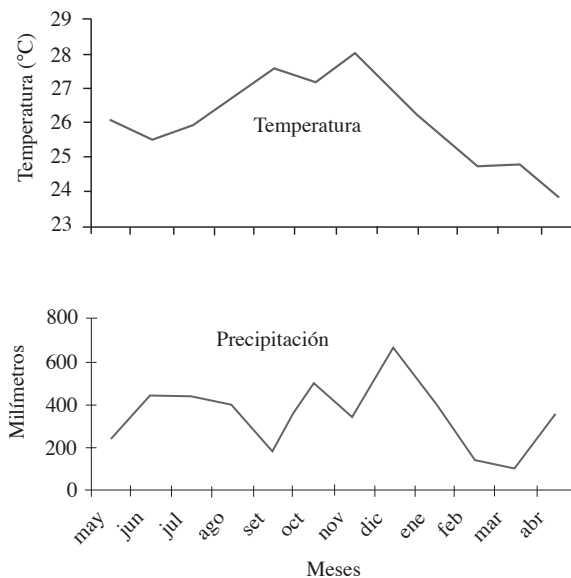 29
28
27
26
25
24
23
Temperatura (°C)
Temperatura
800
600
400
200
0
Milímetros
Precipitación
may
jun
jul
ago
set
oct
nov
dic
ene
feb
mar
abr
Meses